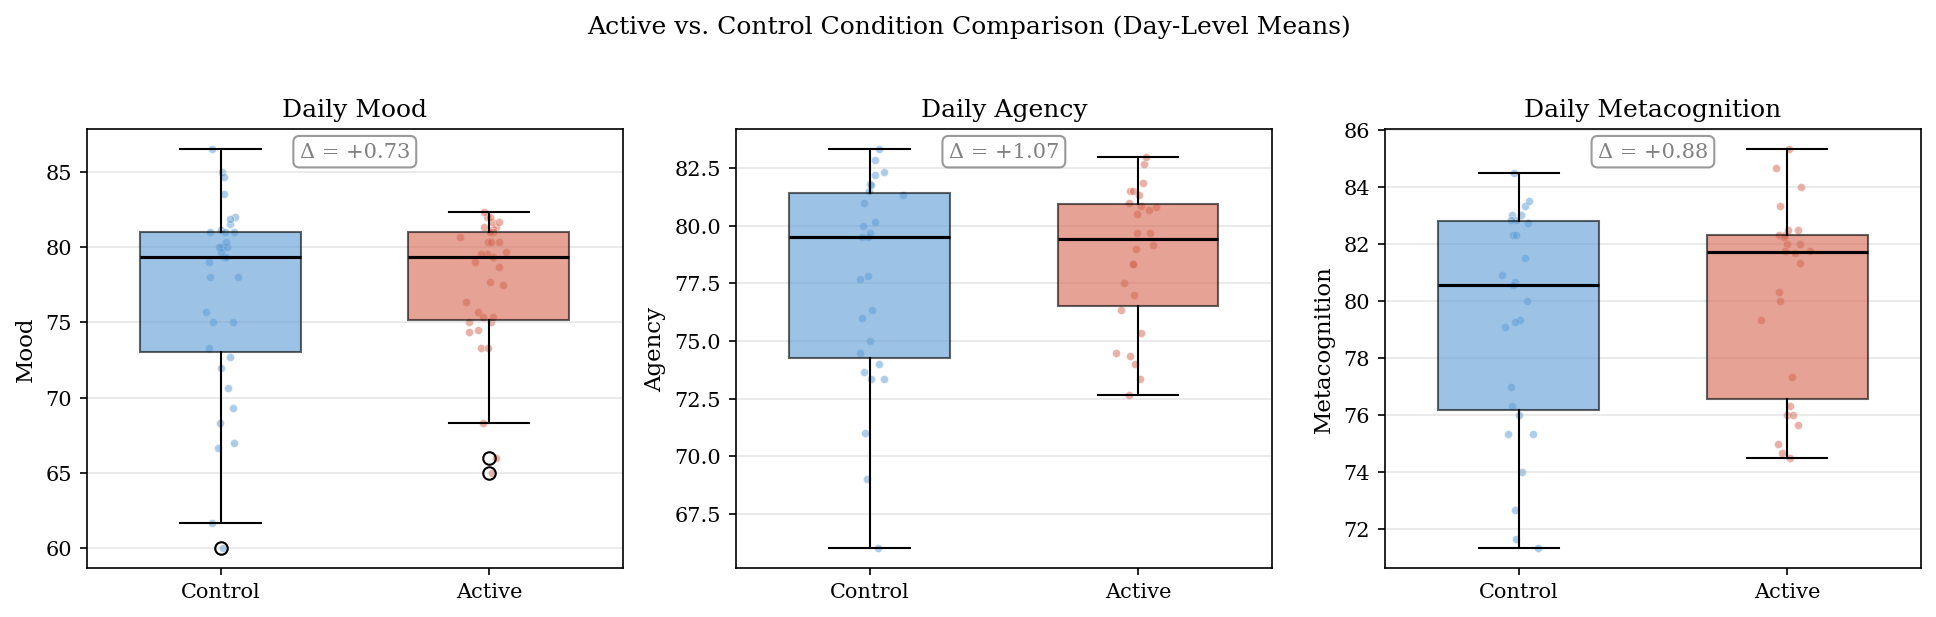 Active vs. Control Condition Comparison (Day-Level Means)
Daily Mood
Δ = +0.73
Mood
85
80
75
70
65
60
Control
Active
Daily Agency
Δ = +1.07
Agency
82.5
80.0
77.5
75.0
72.5
70.0
67.5
Control
Active
Daily Metacognition
Δ = +0.88
Metacognition
86
84
82
80
78
76
74
72
Control
Active